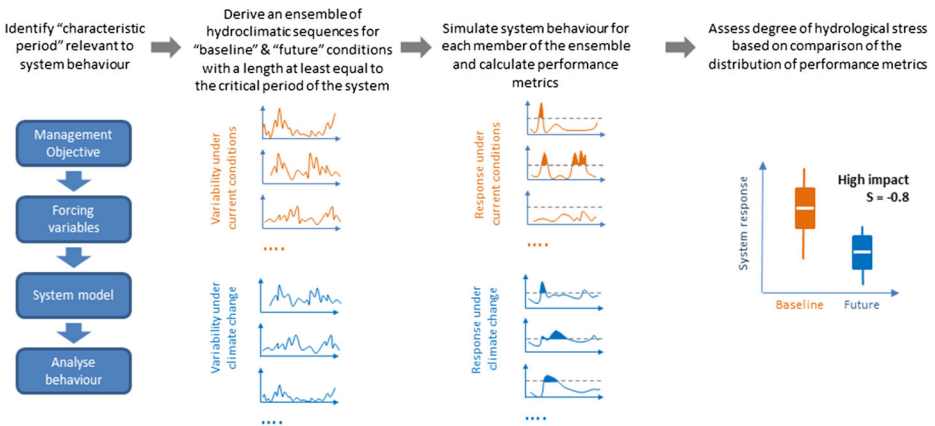 Identify “characteristic
period” relevant to
system behaviour
Derive an ensemble of
hydroclimatic sequences for
“baseline” & “future” conditions
with a length at least equal to
the critical period of the system
Simulate system behaviour for
each member of the ensemble
and calculate performance
metrics
Assess degree of hydrological stress
based on comparison of the
distribution of performance metrics
Management
Objective
Forcing
variables
System model
Analyse
behaviour
Variability under
current conditions
....
Variability under
climate change
....
Response under
current conditions
....
Response under
climate change
....
System response
High impact
S = -0.8
Baseline
Future